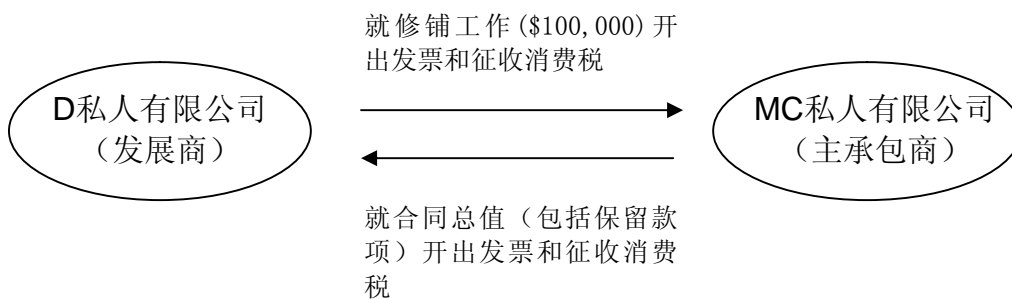 就修铺工作($100,000)开
出发票和征收消费税
D私人有限公司
（发展商）
MC私人有限公司
（主承包商）
就合同总值（包括保留款
项）开出发票和征收消费
税